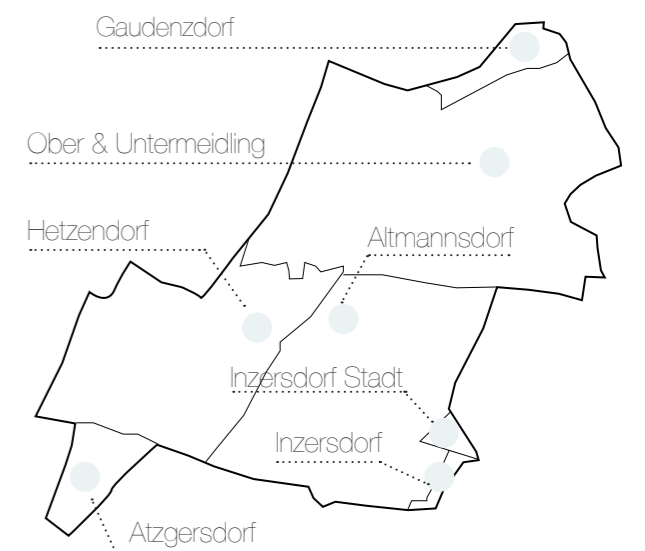 Gaudenzdorf
Ober & Untermeidling
Hetzendorf
Altmannsdorf
Inzersdorf Stadt
Inzersdorf
Atzgersdorf